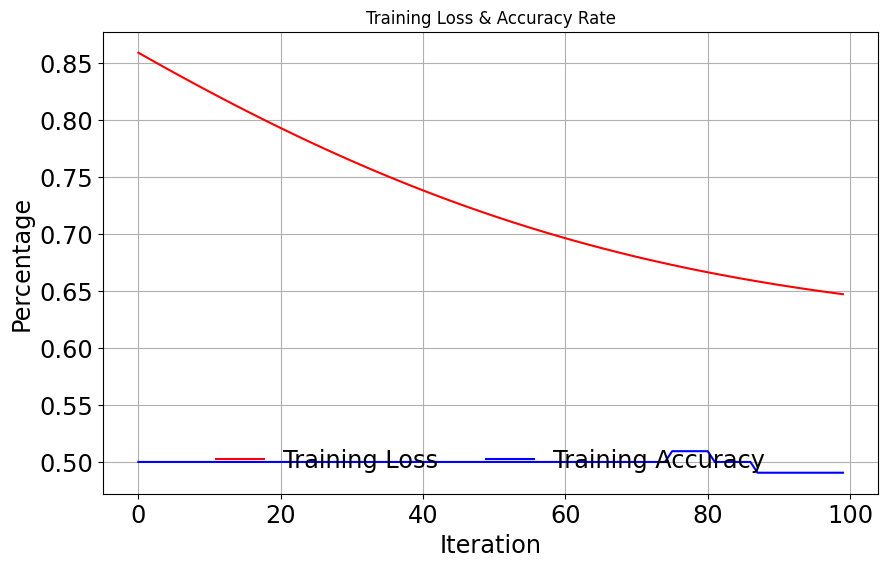 Training Loss & Accuracy Rate
0.85
0.80
0.75
0.70
0.65
0.60
0.55
0.50
Percentage
Training Loss Training Accuracy
0 20 40 60 80 100
Iteration